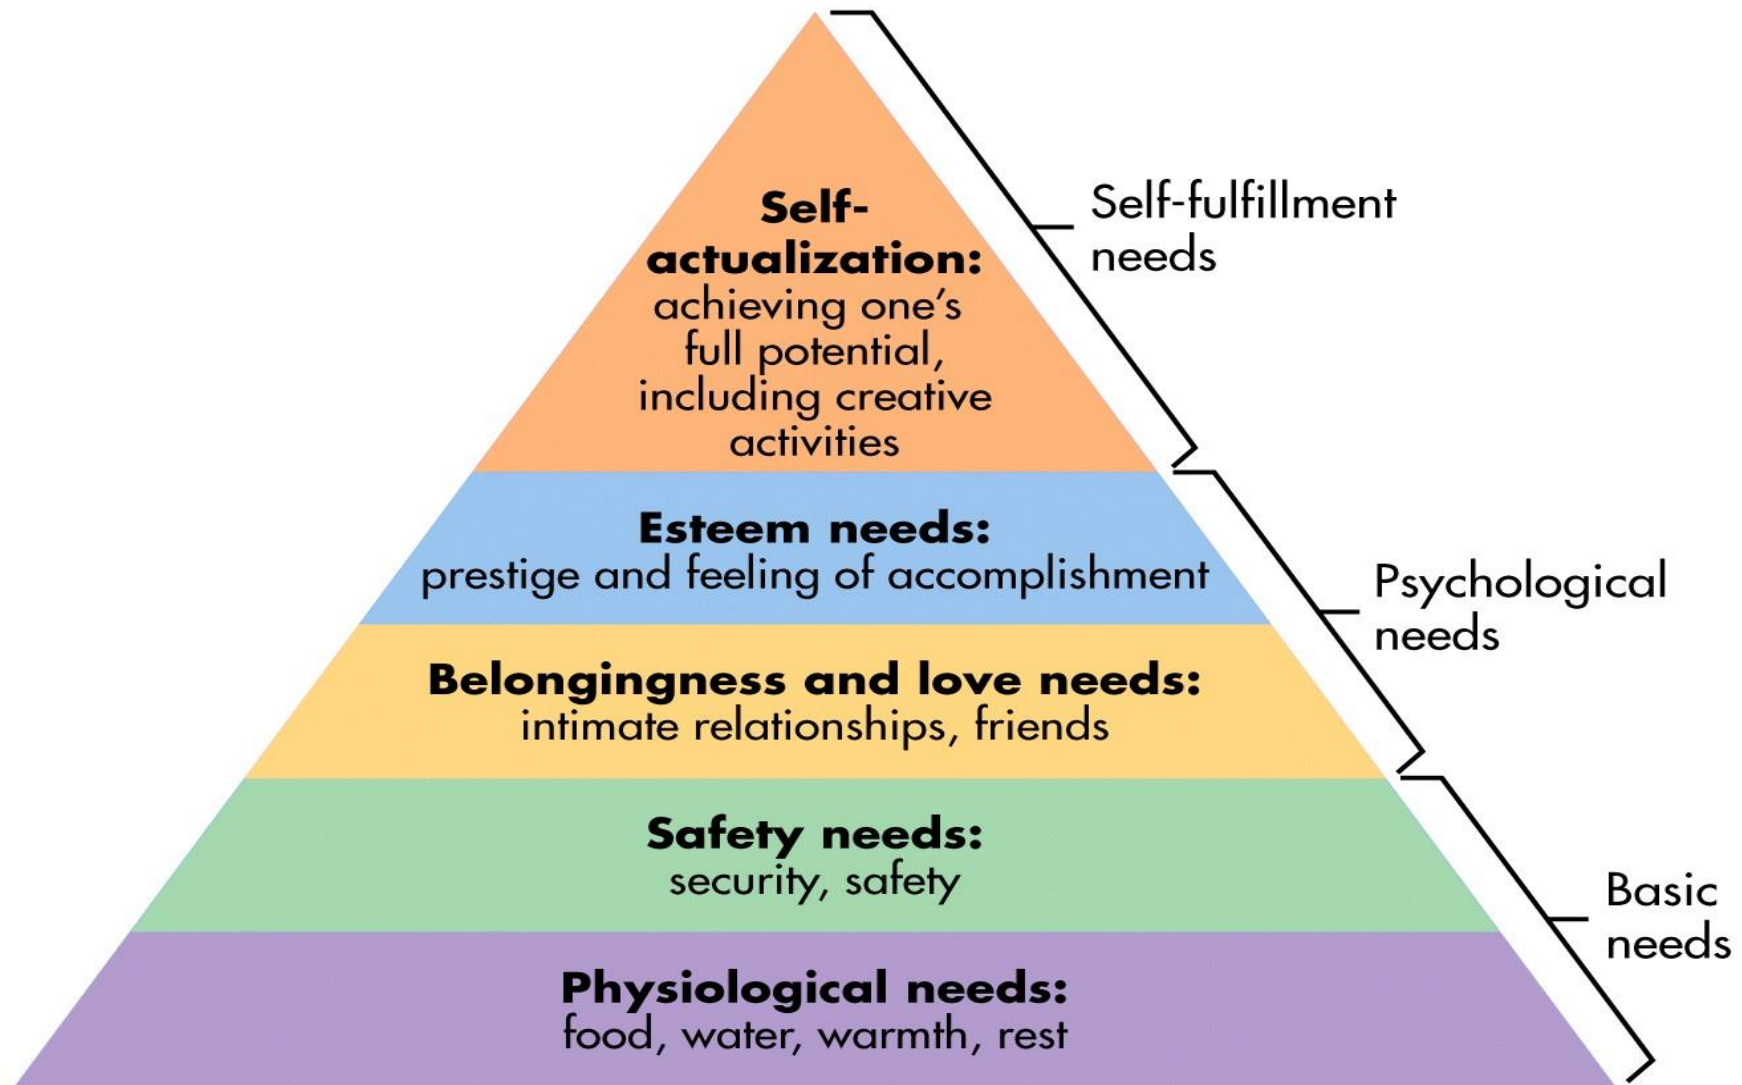 Self-
actualization:
achieving one's
full potential,
including creative
activities
Self-fulfillment
needs
Esteem needs:
prestige and feeling of accomplishment
Psychological
needs
Belongingness and love needs:
intimate relationships, friends
Safety needs:
security, safety
Basic
needs
Physiological needs:
food, water, warmth, rest